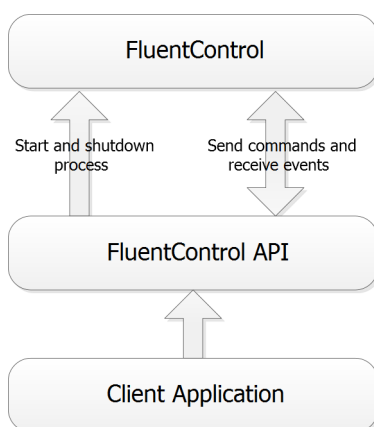 FluentControl
Start and shutdown
process
Send commands and
receive events
FluentControl API
Client Application